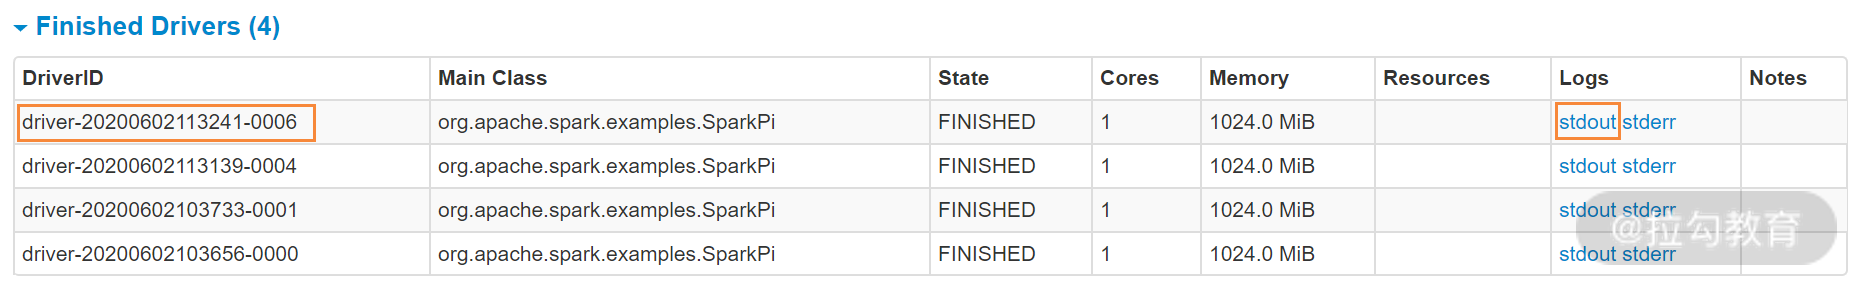 Finished Drivers (4)
DriverID Main Class State Cores Memory Resources Logs Notes
driver-20200602113241-0006 org.apache.spark.examples.SparkPi FINISHED 1 1024.0 MiB stdout stderr
driver-20200602113139-0004 org.apache.spark.examples.SparkPi FINISHED 1 1024.0 MiB stdout stderr
driver-20200602103733-0001 org.apache.spark.examples.SparkPi FINISHED 1 1024.0 MiB stdout stderr
@拉勾教育
driver-20200602103656-0000 org.apache.spark.examples.SparkPi FINISHED 1 1024.0 MiB stdout stderr